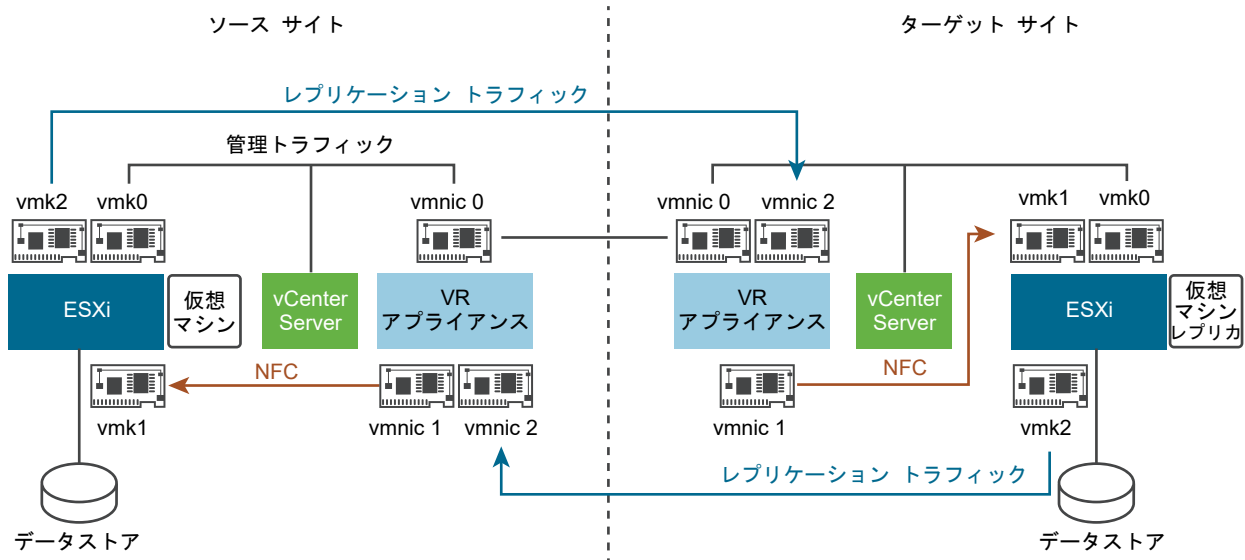 ソース サイト
ターゲット サイト
レプリケーション トラフィック
管理トラフィック
vmk2
vmk0
vmnic 0
vmnic 0
vmnic 2
vmk1
vmk0
ESXi
仮想
マシン
vCenter
Server
VR
アプライアンス
VR
アプライアンス
vCenter
Server
ESXi
仮想
マシン
レプリカ
NFC
NFC
vmk1
vmnic 1
vmnic 2
vmnic 1
vmk2
レプリケーション トラフィック
データストア
データストア